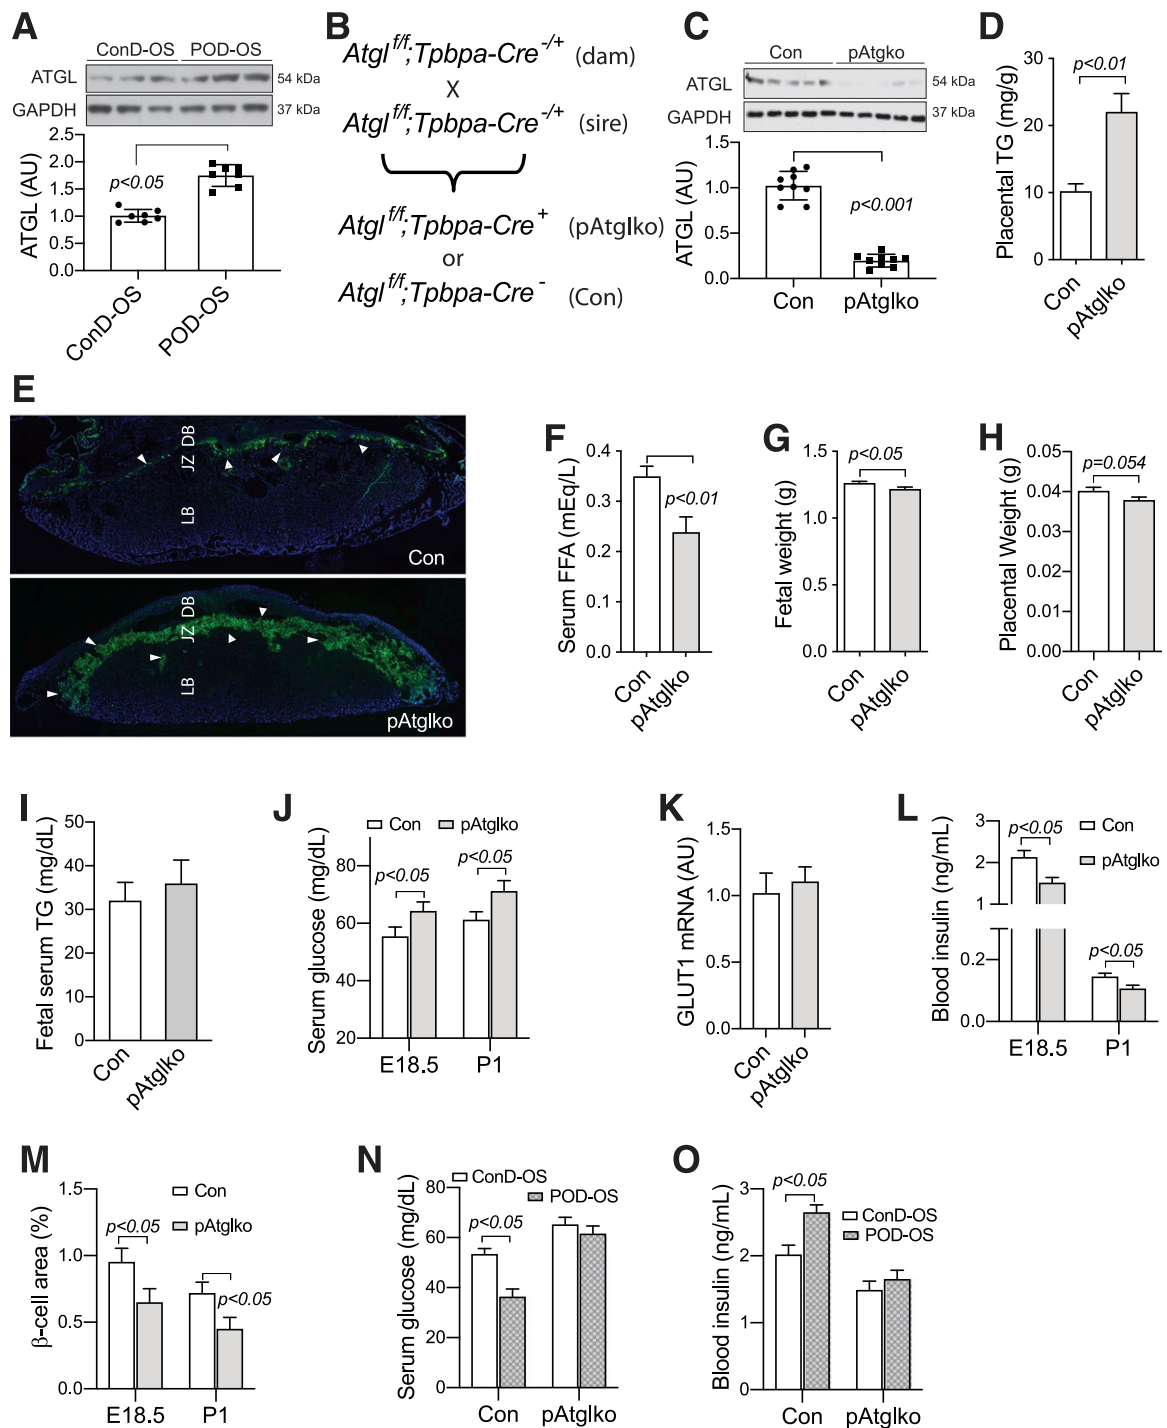 A
ConD-OS POD-OS
ATGL 54 kDa
GAPDH 37 kDa
ATGL (AU)
2.5
2.0
1.5
1.0
0.5
0.0
p<0.05
ConD-OS
POD-OS
B
Atgl f/f;Tpbpa-Cre -/+ (dam)
X
Atgl f/f;Tpbpa-Cre -/+ (sire)
Atgl f/f;Tpbpa-Cre + (pAtglko)
or
Atgl f/f;Tpbpa-Cre - (Con)
C
Con pAtgko
ATGL 54 kDa
GAPDH 37 kDa
ATGL (AU)
1.5
1.0
0.5
0.0
p<0.001
Con pAtglko
D
Placental TG (mg/g)
30
20
10
0
p<0.01
Con
pAtglko
E
LB JZ DB
Con
LB JZ DB
pAtglko
F
Serum FFA (mEq/L)
0.4
0.3
0.2
0.1
0.0
p<0.01
Con
pAtglko
G
Fetal weight (g)
1.5
1.0
0.5
0.0
p<0.05
Con
pAtglko
H
Placental Weight (g)
0.05
0.04
0.03
0.02
0.01
0.00
p=0.054
Con
pAtglko
I
Fetal serum TG (mg/dL)
50
40
30
20
10
0
Con
pAtglko
J
Con pAtglko
Serum glucose (mg/dL)
80
60
40
20
p<0.05
p<0.05
E18.5 P1
K
GLUT1 mRNA (AU)
1.5
1.0
0.5
0.0
Con
pAtglko
L
Blood insulin (ng/mL)
3
2
1
0.2
0.0
p<0.05
p<0.05
Con
pAtglko
E18.5 P1
M
β-cell area (%)
1.5
1.0
0.5
0.0
Con
pAtglko
p<0.05
p<0.05
E18.5 P1
N
Serum glucose (mg/dL)
80
60
40
20
0
ConD-OS
POD-OS
p<0.05
Con pAtglko
O
Blood insulin (ng/mL)
3
2
1
0
p<0.05
ConD-OS
POD-OS
Con pAtglko